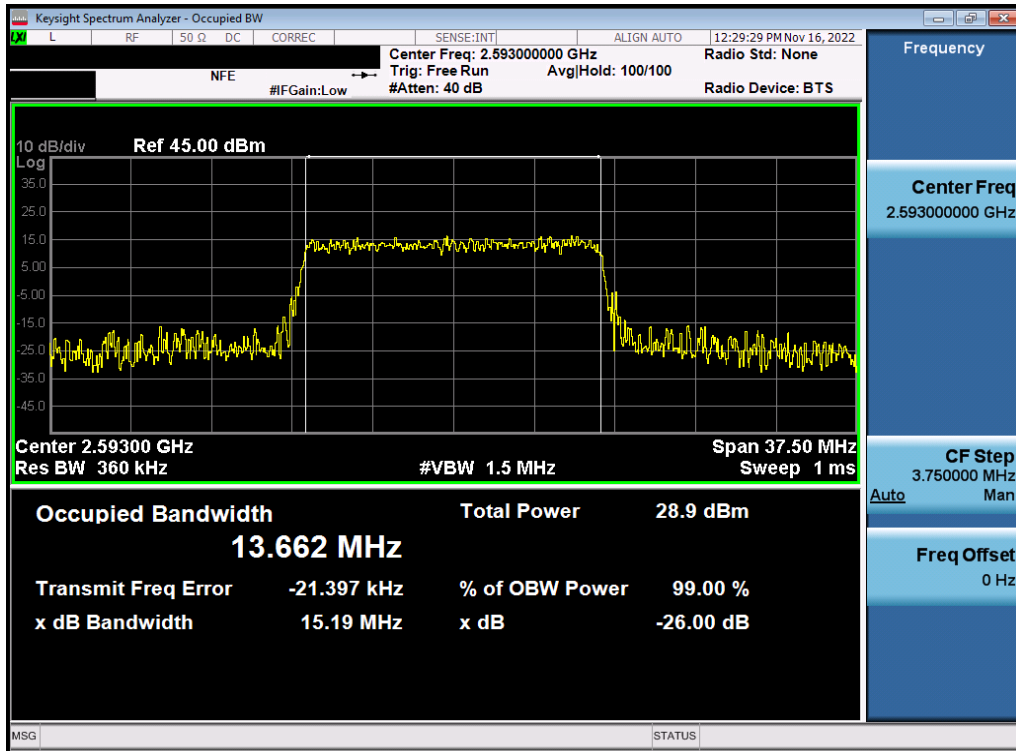 Keysight Spectrum Analyzer - Occupied BW
LXI L RF 50 Ω DC CORREC SENSE:INT ALIGN AUTO 12:29:29 PM Nov 16, 2022
Center Freq: 2.593000000 GHz Radio Std: None
NFE Trig: Free Run Avg|Hold: 100/100
#IFGain:Low #Atten: 40 dB Radio Device: BTS
10 dB/div Ref 45.00 dBm
Log
35.0
25.0
15.0
5.00
-5.00
-15.0
-25.0
-35.0
-45.0
Center 2.59300 GHz Span 37.50 MHz
Res BW 360 kHz #VBW 1.5 MHz Sweep 1 ms
Occupied Bandwidth Total Power 28.9 dBm
13.662 MHz
Transmit Freq Error -21.397 kHz % of OBW Power 99.00 %
x dB Bandwidth 15.19 MHz x dB -26.00 dB
MSG STATUS
Frequency
Center Freq
2.593000000 GHz
CF Step
3.750000 MHz
Auto Man
Freq Offset
0 Hz